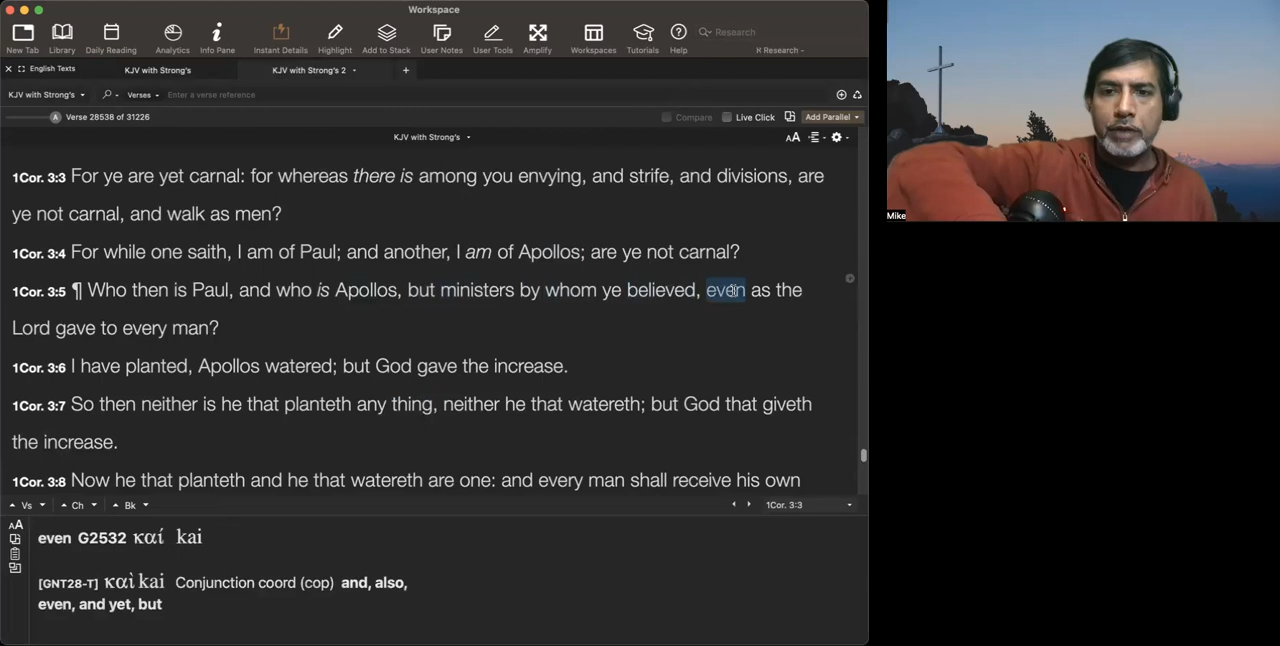 Workspace
New Tab Library Daily Reading Analytics Info Pane Instant Details Highlight Add to Stack User Notes User Tools Amplify Workspaces Tutorials Help Research
Research
English Texts KJV with Strong's KJV with Strong's 2 +
KJV with Strong's Verses Enter a verse reference
A Verse 28538 of 31226 Compare Live Click Add Parallel
KJV with Strong's AA
1Cor. 3:3 For ye are yet carnal: for whereas there is among you envying, and strife, and divisions, are
ye not carnal, and walk as men?
1Cor. 3:4 For while one saith, I am of Paul; and another, I am of Apollos; are ye not carnal?
1Cor. 3:5 ¶ Who then is Paul, and who is Apollos, but ministers by whom ye believed, even as the
Lord gave to every man?
1Cor. 3:6 I have planted, Apollos watered; but God gave the increase.
1Cor. 3:7 So then neither is he that planteth any thing, neither he that watereth; but God that giveth
the increase.
1Cor. 3:8 Now he that planteth and he that watereth are one: and every man shall receive his own
Vs Ch Bk 1Cor. 3:3
AA
even G2532 καί kai
[GNT28-T] καὶ kai Conjunction coord (cop) and, also,
even, and yet, but
Mike